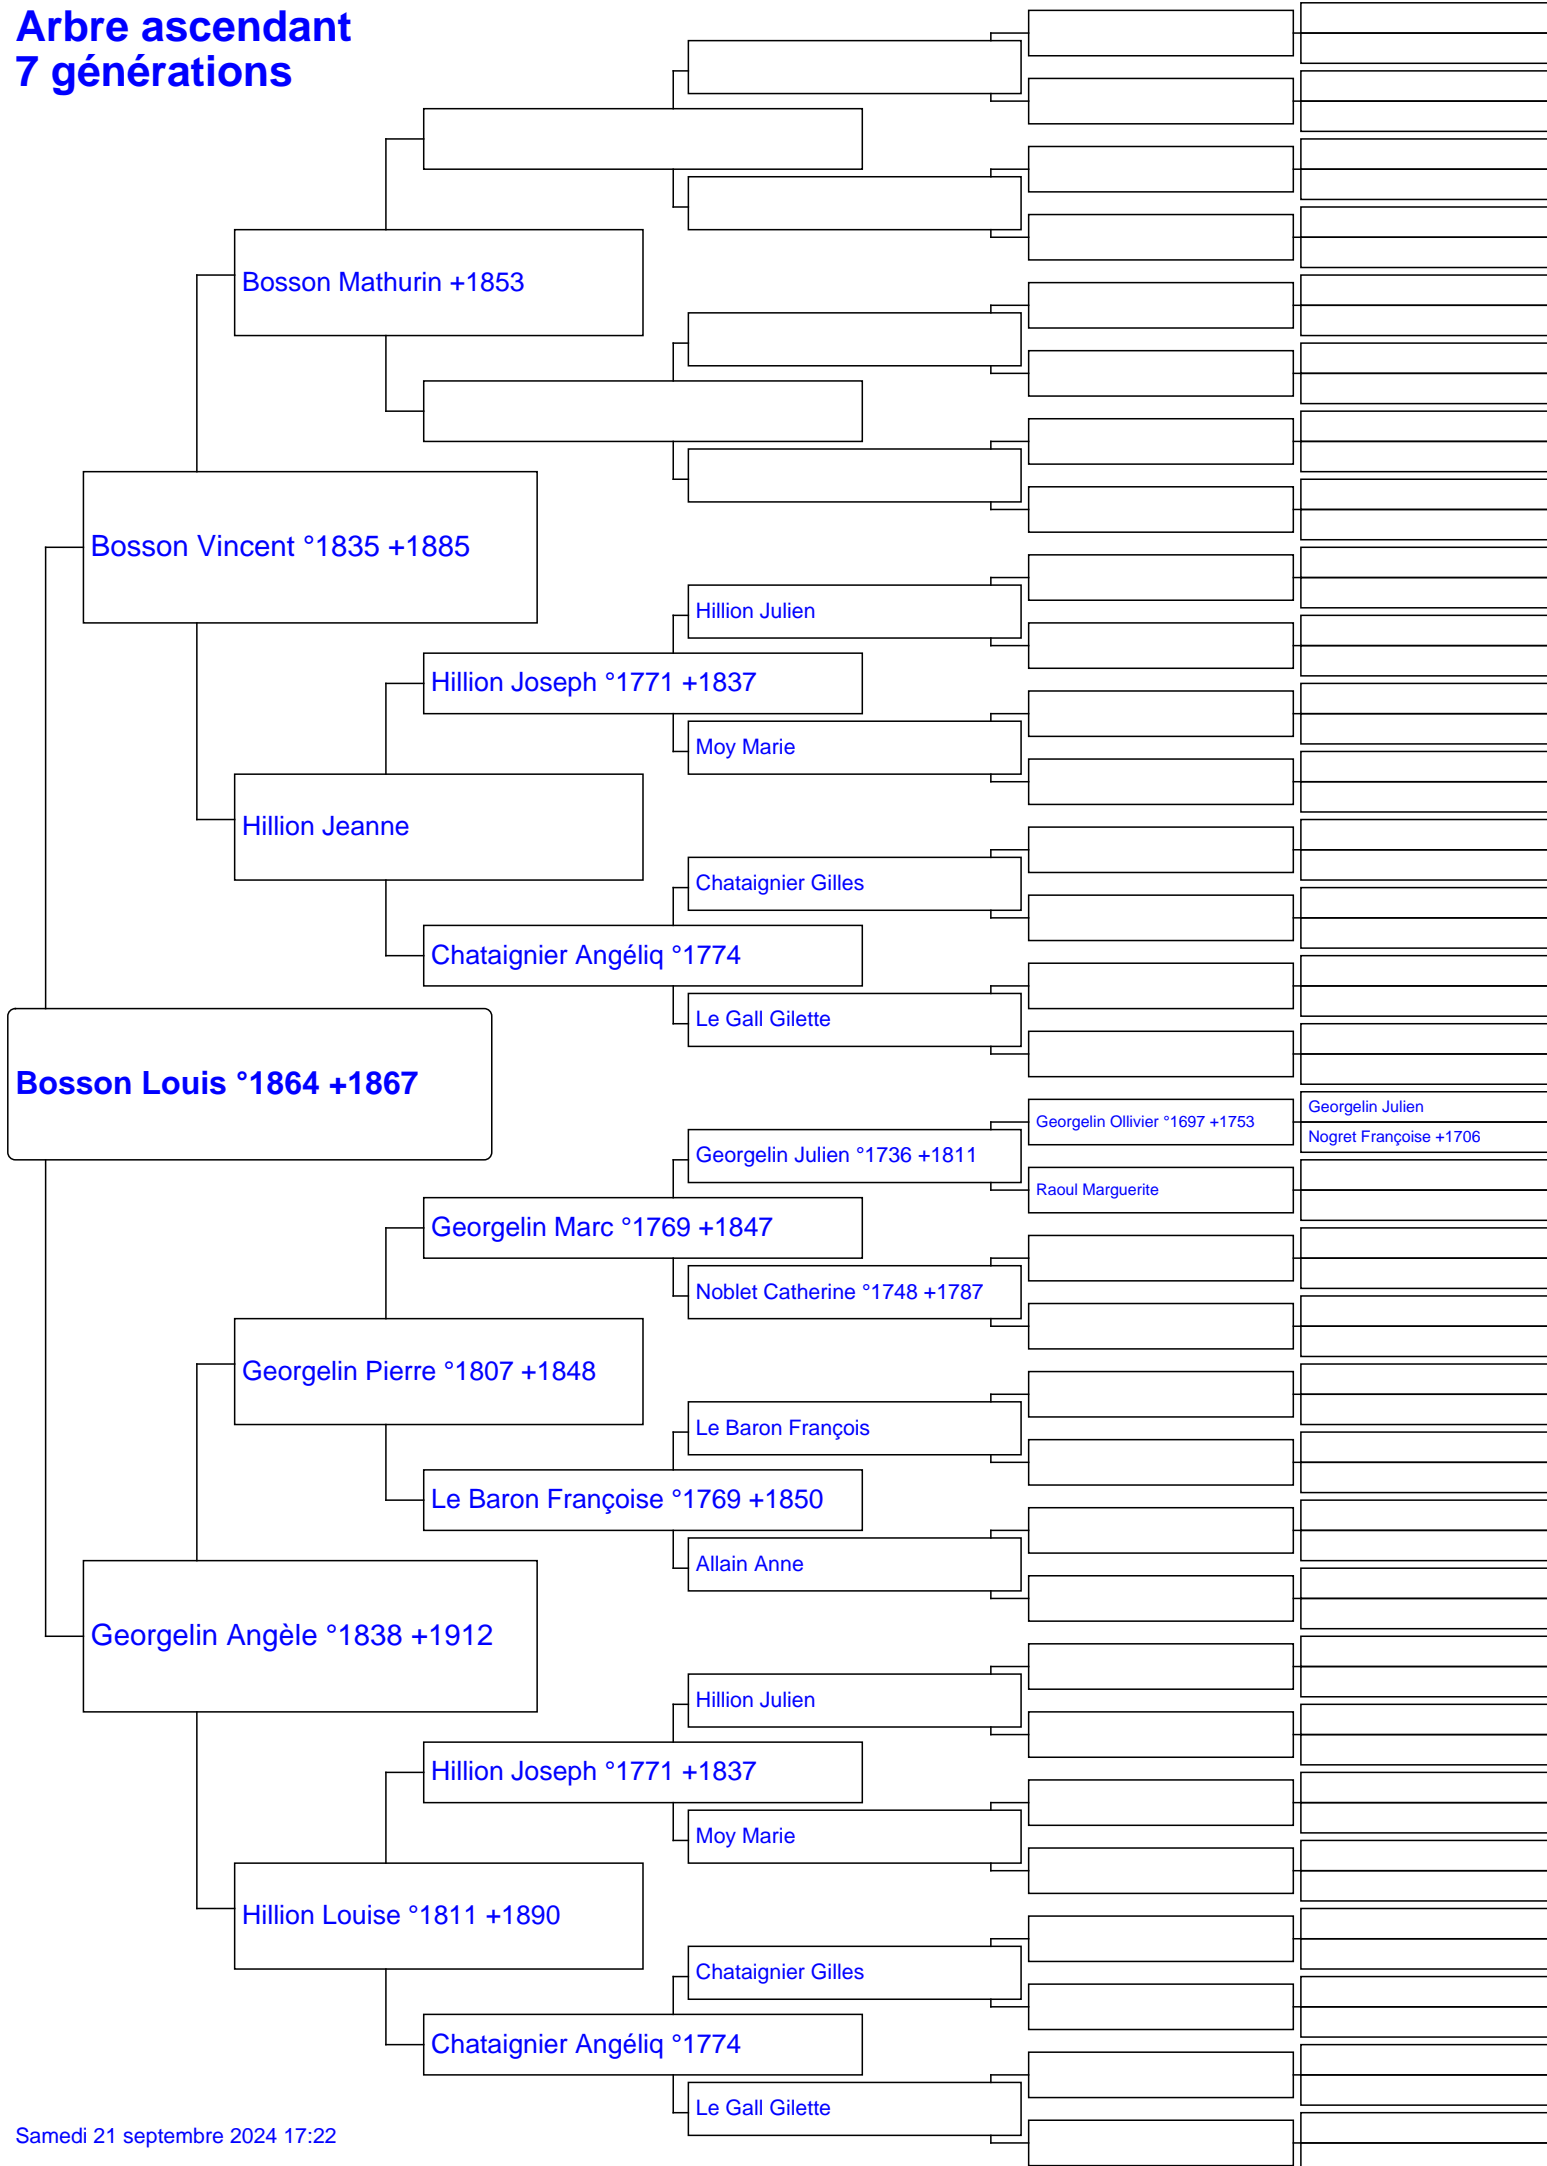 Arbre ascendant
7 générations
Bosson Mathurin +1853
Bosson Vincent °1835 +1885
Hillion Julien
Hillion Joseph °1771 +1837
Moy Marie
Hillion Jeanne
Chataignier Gilles
Chataignier Angéliq °1774
Le Gall Gilette
Bosson Louis °1864 +1867
Georgelin Julien
Georgelin Ollivier °1697 +1753
Nogret Françoise +1706
Georgelin Julien °1736 +1811
Raoul Marguerite
Georgelin Marc °1769 +1847
Noblet Catherine °1748 +1787
Georgelin Pierre °1807 +1848
Le Baron François
Le Baron Françoise °1769 +1850
Allain Anne
Georgelin Angèle °1838 +1912
Hillion Julien
Hillion Joseph °1771 +1837
Moy Marie
Hillion Louise °1811 +1890
Chataignier Gilles
Chataignier Angéliq °1774
Le Gall Gilette
Samedi 21 septembre 2024 17:22